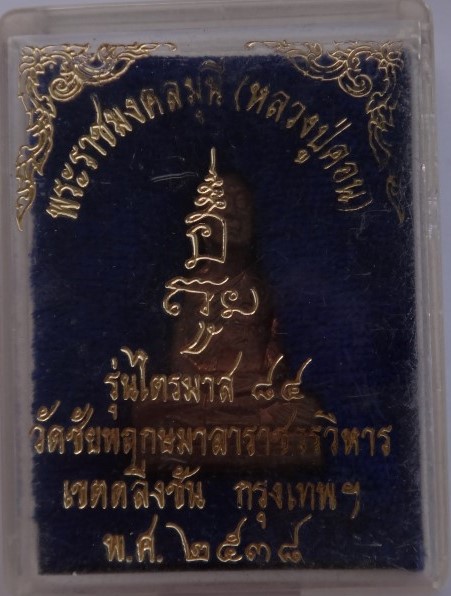 พระราชมงคลมุนี (หลวงปู่ดอน)
รุ่นไตรมาส ๘๔
วัดชัยพฤกษมาลาราชวรวิหาร
เขตตลิ่งชัน กรุงเทพฯ
พ.ศ. ๒๕๓๘